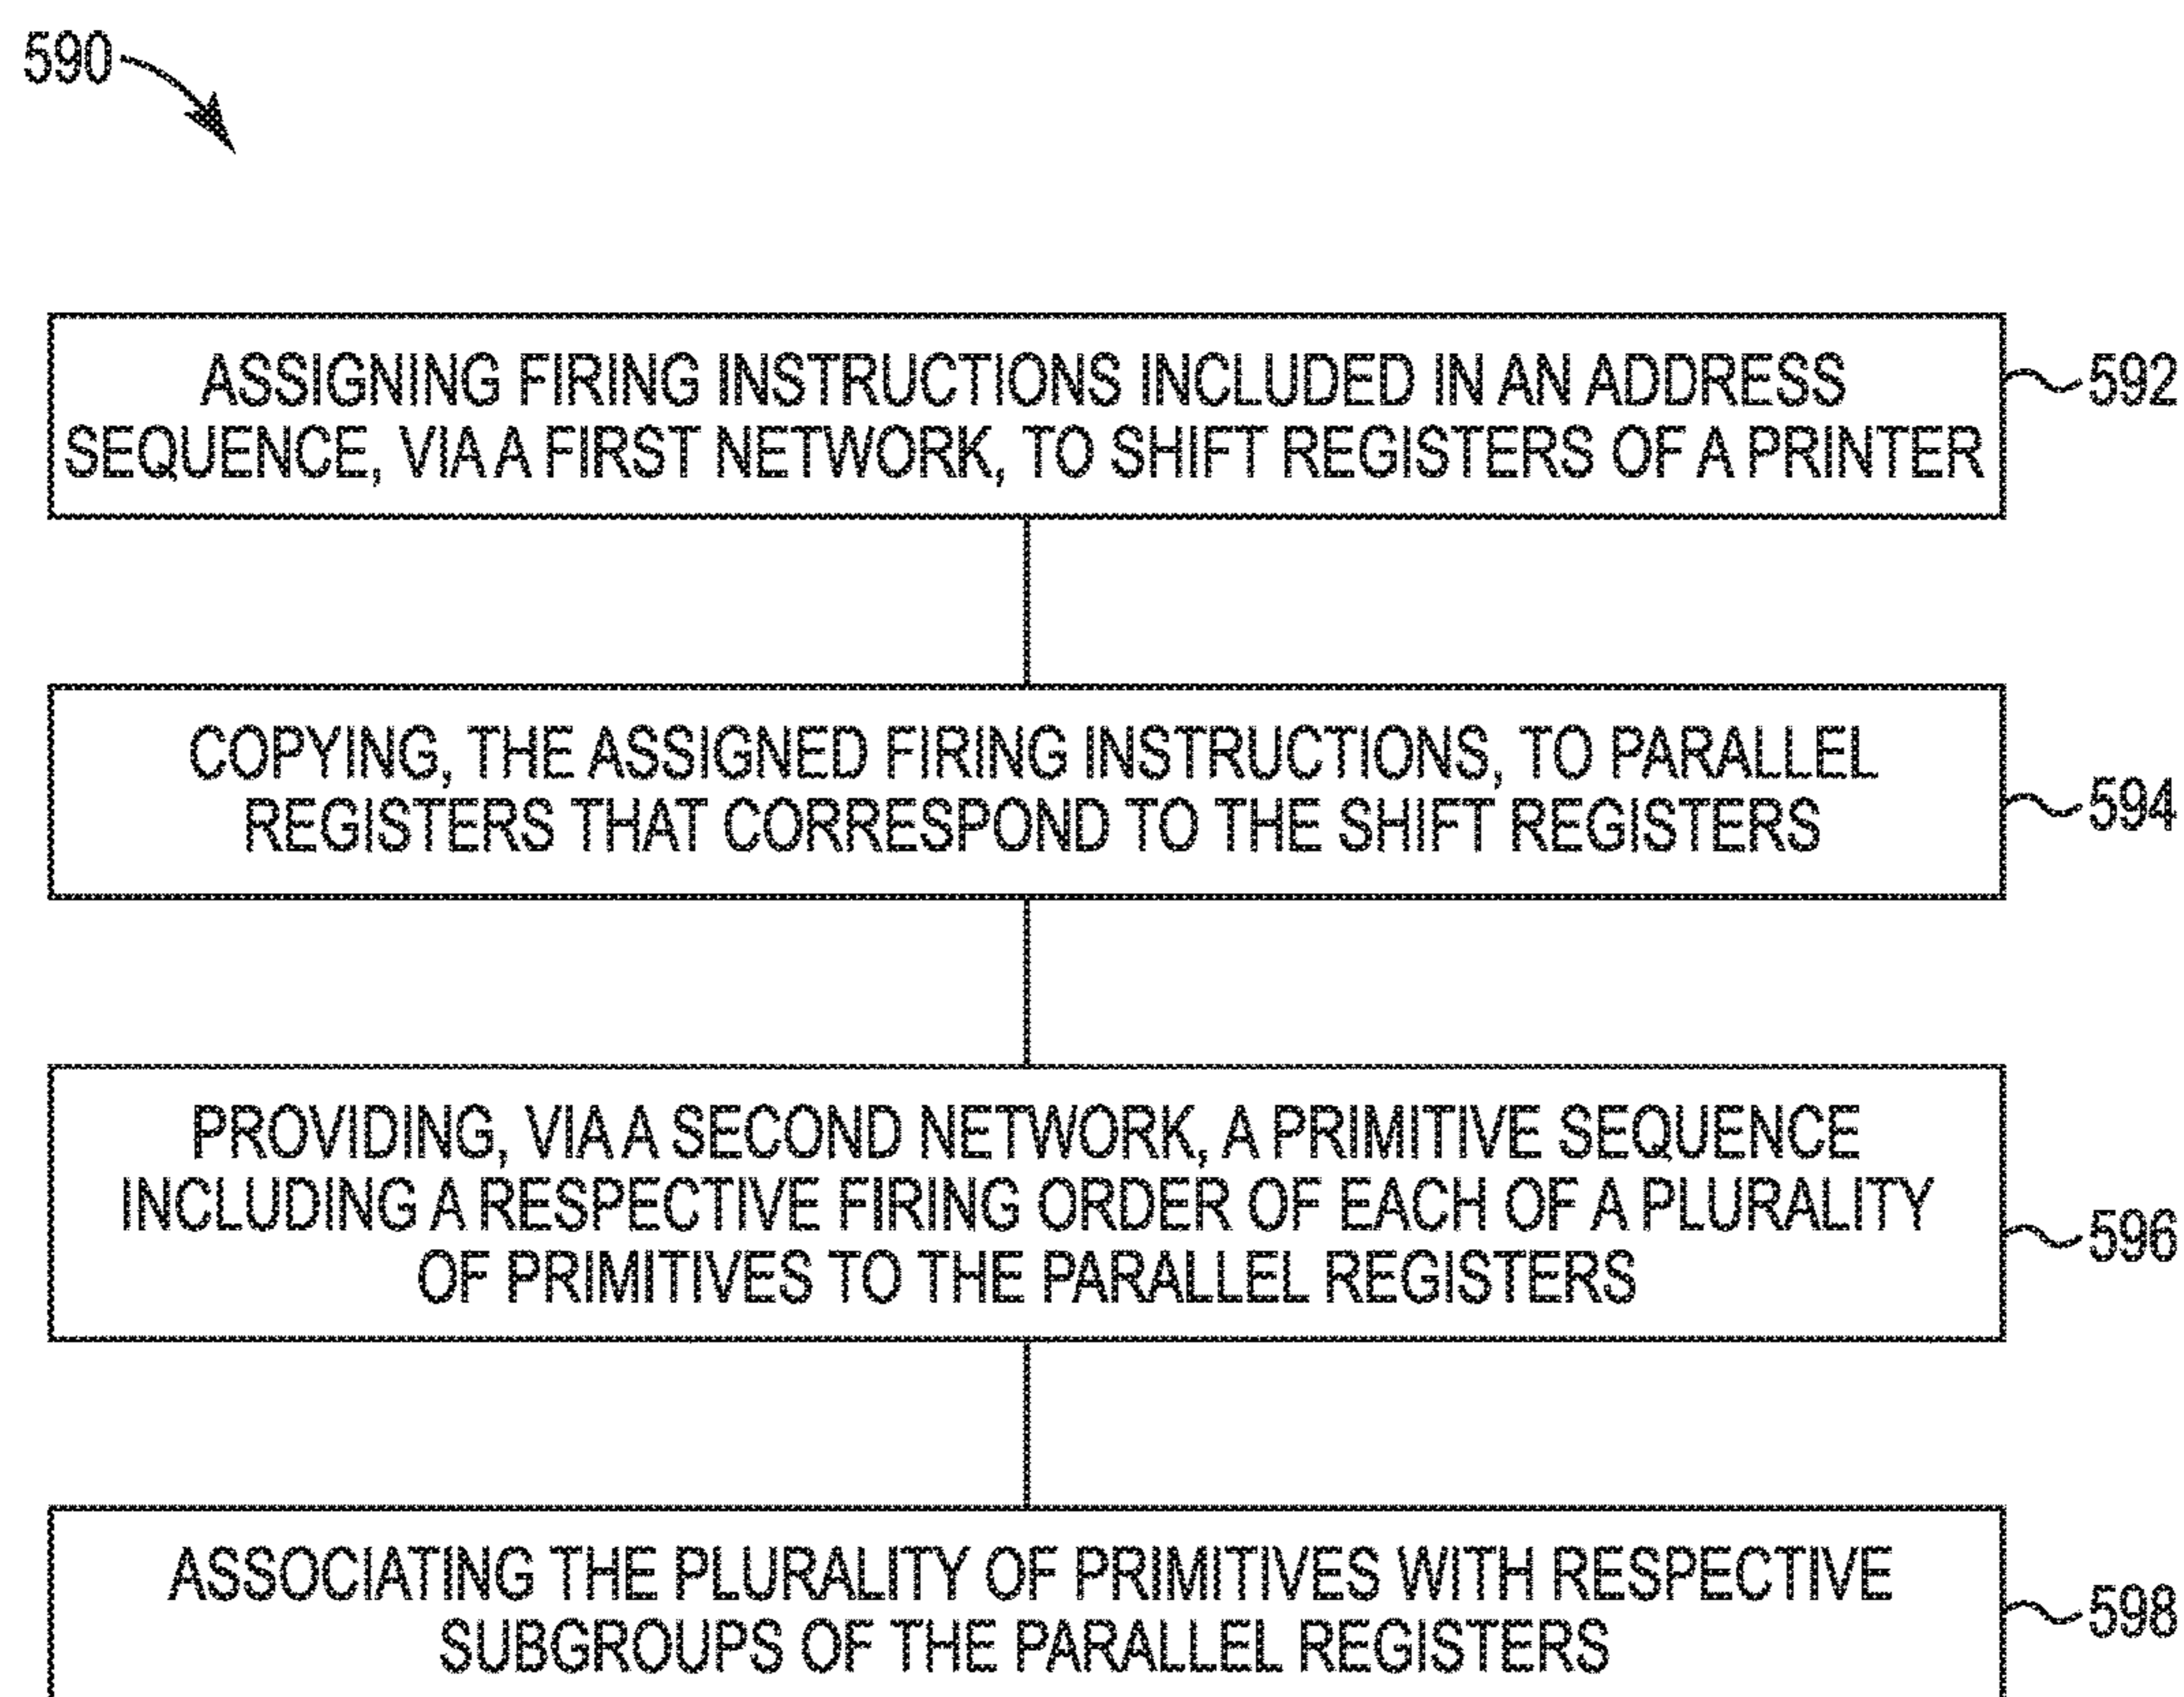 590
ASSIGNING FIRING INSTRUCTIONS INCLUDED IN AN ADDRESS
SEQUENCE, VIA A FIRST NETWORK, TO SHIFT REGISTERS OF A PRINTER
592
COPYING, THE ASSIGNED FIRING INSTRUCTIONS, TO PARALLEL
REGISTERS THAT CORRESPOND TO THE SHIFT REGISTERS
594
PROVIDING, VIA A SECOND NETWORK, A PRIMITIVE SEQUENCE
INCLUDING A RESPECTIVE FIRING ORDER OF EACH OF A PLURALITY
OF PRIMITIVES TO THE PARALLEL REGISTERS
596
ASSOCIATING THE PLURALITY OF PRIMITIVES WITH RESPECTIVE
SUBGROUPS OF THE PARALLEL REGISTERS
598